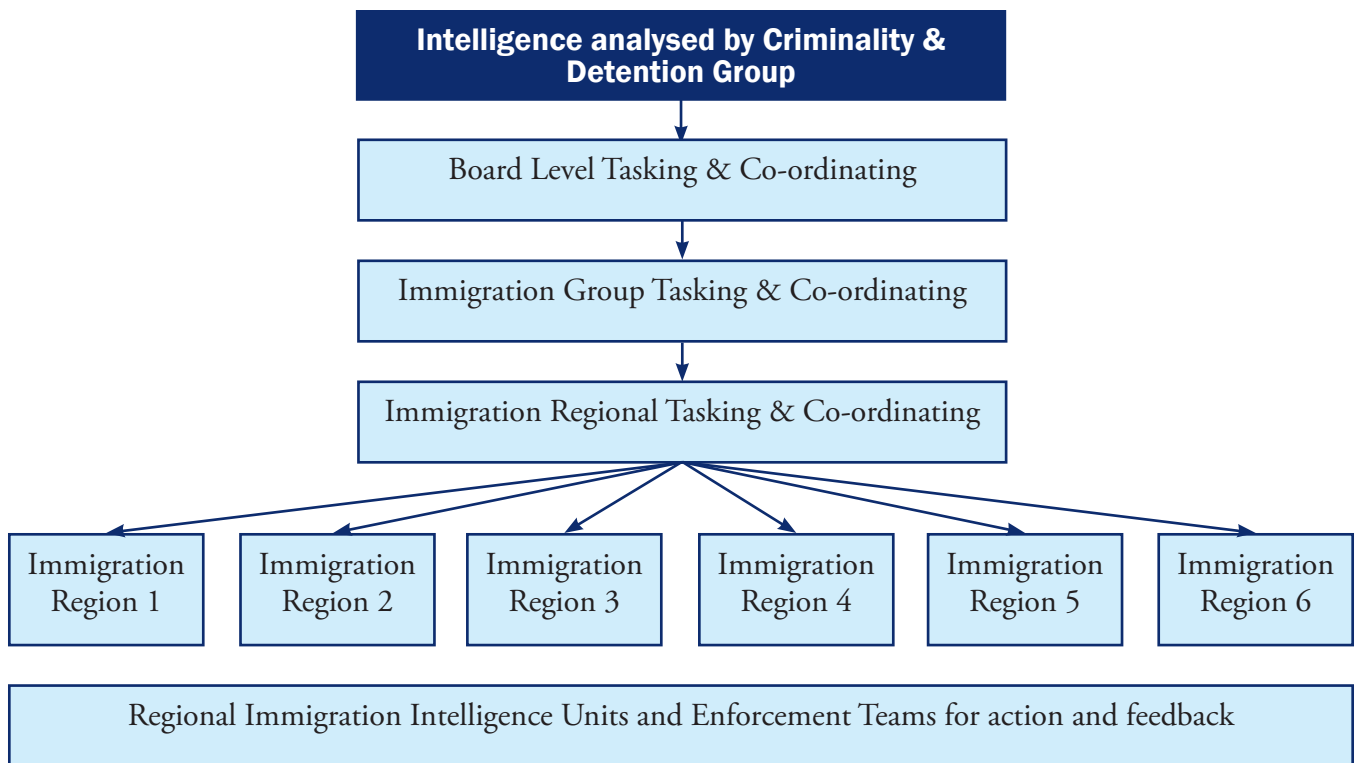 Intelligence analysed by Criminality &
Detention Group
Board Level Tasking & Co-ordinating
Immigration Group Tasking & Co-ordinating
Immigration Regional Tasking & Co-ordinating
Immigration
Region 1
Immigration
Region 2
Immigration
Region 3
Immigration
Region 4
Immigration
Region 5
Immigration
Region 6
Regional Immigration Intelligence Units and Enforcement Teams for action and feedback